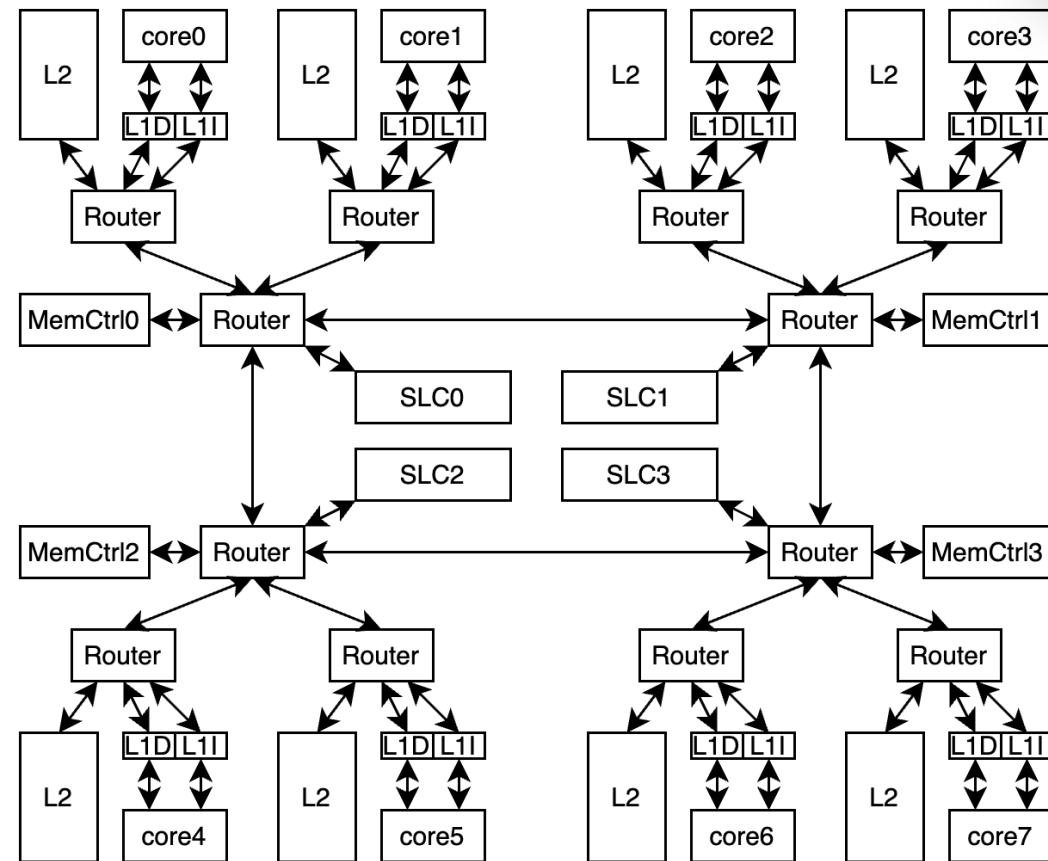 core0
core1
core2
core3
L2
L2
L2
L2
L1D L1I
L1D L1I
L1D L1I
L1D L1I
Router
Router
Router
Router
MemCtrl0
Router
Router
MemCtrl1
SLC0
SLC1
SLC2
SLC3
MemCtrl2
Router
Router
MemCtrl3
Router
Router
Router
Router
L1D L1I
L1D L1I
L1D L1I
L1D L1I
L2
L2
L2
L2
core4
core5
core6
core7